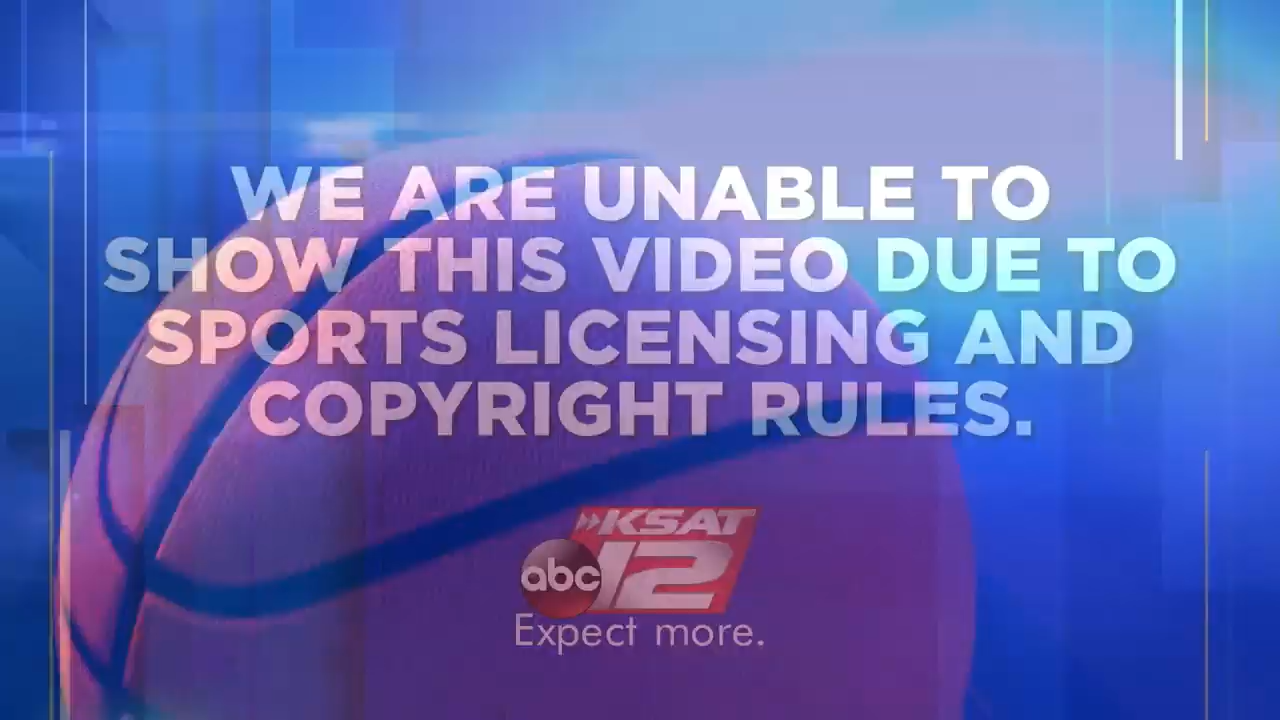 WE ARE UNABLE TO
SHOW THIS VIDEO DUE TO
SPORTS LICENSING AND
COPYRIGHT RULES.
KSAT
abc 12
Expect more.